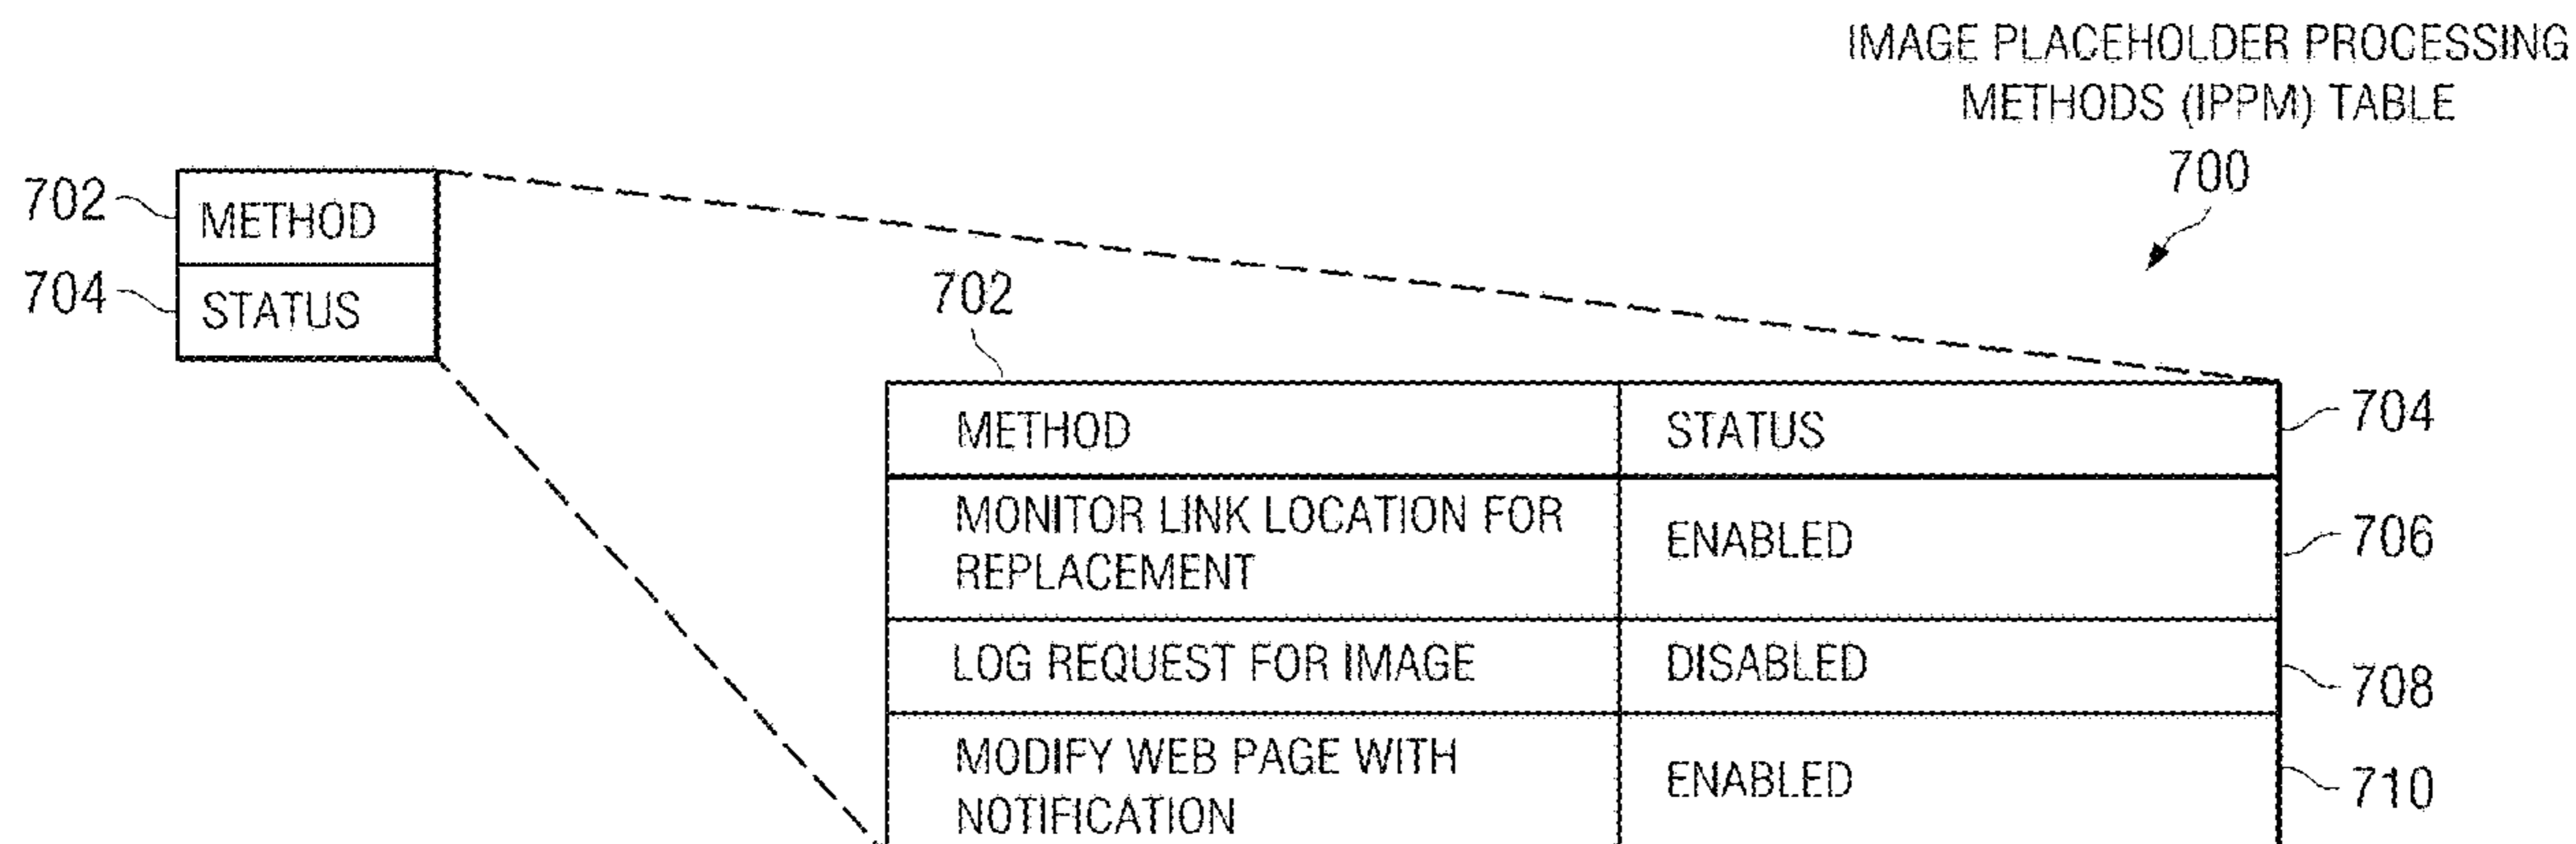 IMAGE PLACEHOLDER PROCESSING
METHODS (IPPM) TABLE
700
702
METHOD
704
STATUS
702
METHOD
STATUS
704
MONITOR LINK LOCATION FOR
REPLACEMENT
ENABLED
706
LOG REQUEST FOR IMAGE
DISABLED
708
MODIFY WEB PAGE WITH
NOTIFICATION
ENABLED
710